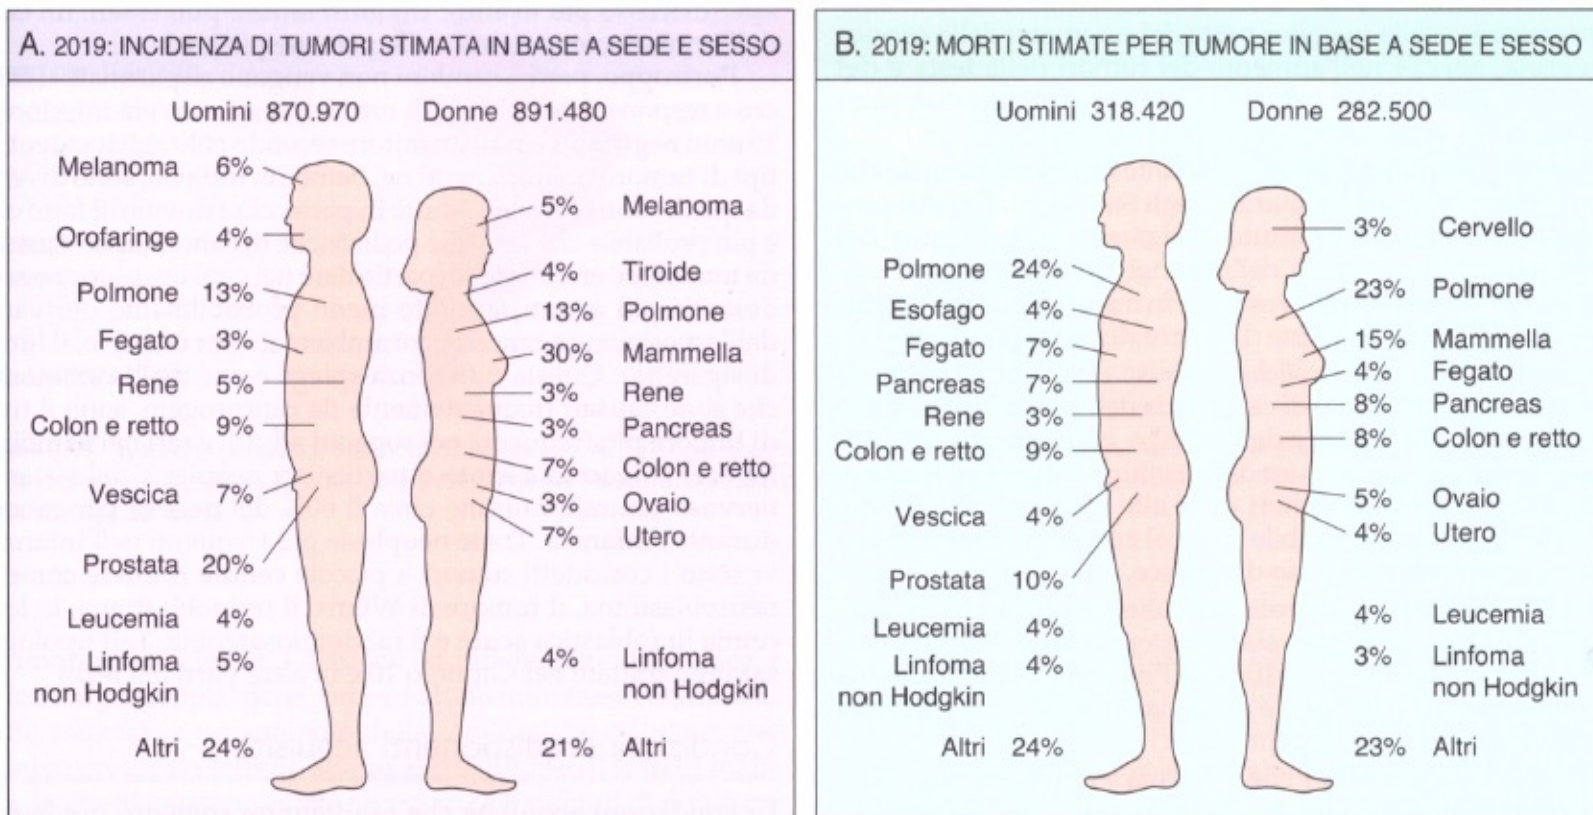 A. 2019: INCIDENZA DI TUMORI STIMATA IN BASE A SEDE E SESSO
Uomini 870.970 Donne 891.480
Melanoma 6%
Orofaringe 4%
Polmone 13%
Fegato 3%
Rene 5%
Colon e retto 9%
Vescica 7%
Prostata 20%
Leucemia 4%
Linfoma 5%
non Hodgkin
Altri 24%
5% Melanoma
4% Tiroide
13% Polmone
30% Mammella
3% Rene
3% Pancreas
7% Colon e retto
3% Ovaio
7% Utero
4% Linfoma
non Hodgkin
21% Altri
B. 2019: MORTI STIMATE PER TUMORE IN BASE A SEDE E SESSO
Uomini 318.420 Donne 282.500
Polmone 24%
Esofago 4%
Fegato 7%
Pancreas 7%
Rene 3%
Colon e retto 9%
Vescica 4%
Prostata 10%
Leucemia 4%
Linfoma 4%
non Hodgkin
Altri 24%
3% Cervello
23% Polmone
15% Mammella
4% Fegato
8% Pancreas
8% Colon e retto
5% Ovaio
4% Utero
4% Leucemia
3% Linfoma
non Hodgkin
23% Altri